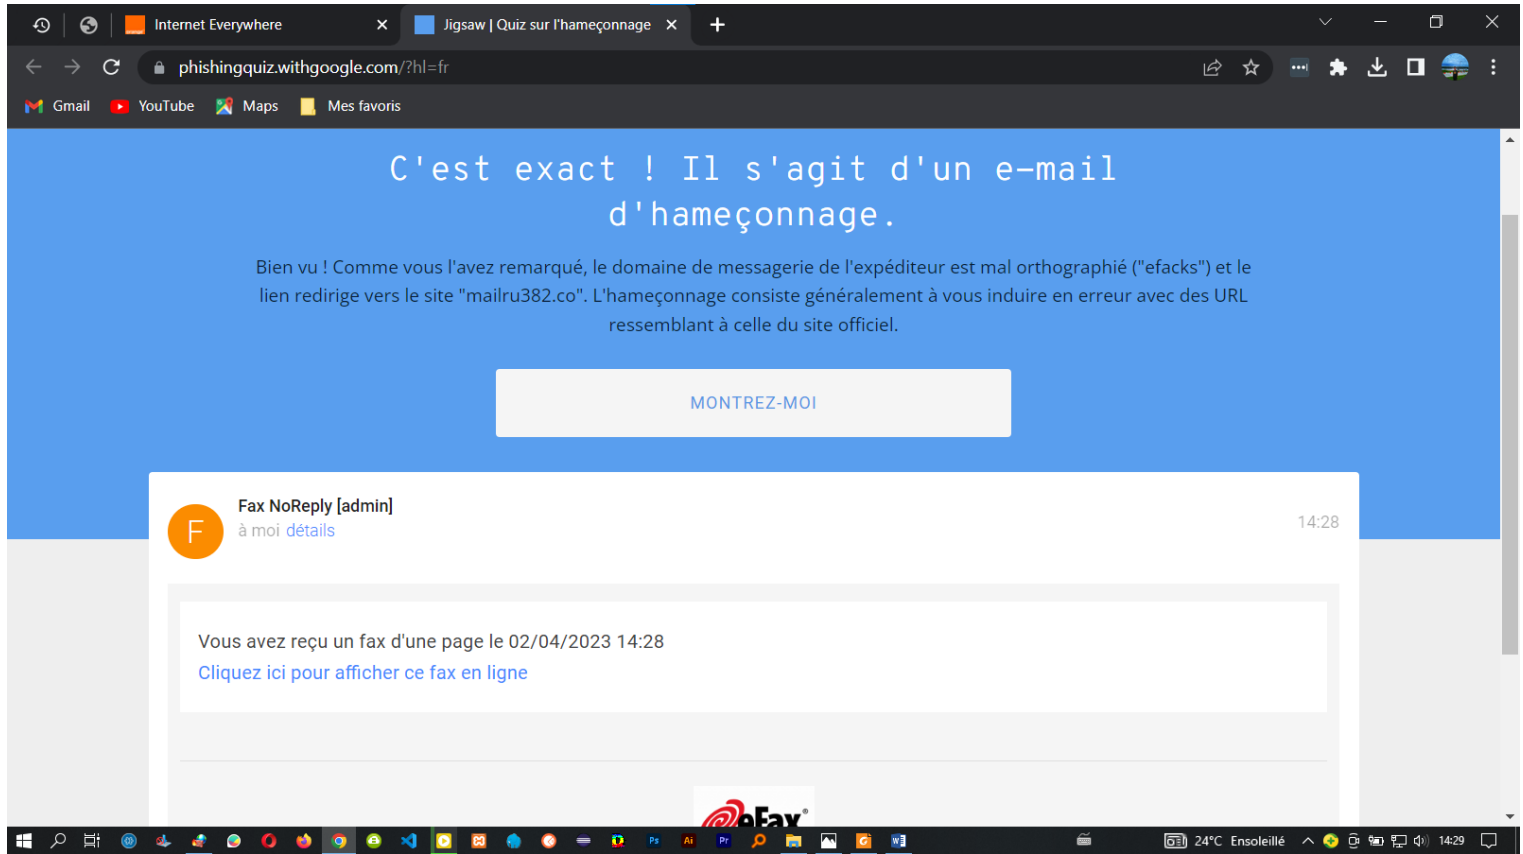 Internet Everywhere
Jigsaw | Quiz sur l'hameçonnage
phishingquiz.withgoogle.com/?hl=fr
Gmail
YouTube
Maps
Mes favoris
C'est exact ! Il s'agit d'un e-mail
d'hameçonnage.
Bien vu ! Comme vous l'avez remarqué, le domaine de messagerie de l'expéditeur est mal orthographié ("efacks") et le
lien redirige vers le site "mailru382.co". L'hameçonnage consiste généralement à vous induire en erreur avec des URL
ressemblant à celle du site officiel.
MONTREZ-MOI
F
Fax NoReply [admin]
à moi détails
14:28
Vous avez reçu un fax d'une page le 02/04/2023 14:28
Cliquez ici pour afficher ce fax en ligne
eFax®
Ps
Ai
Pr
24°C Ensoleillé
14:29